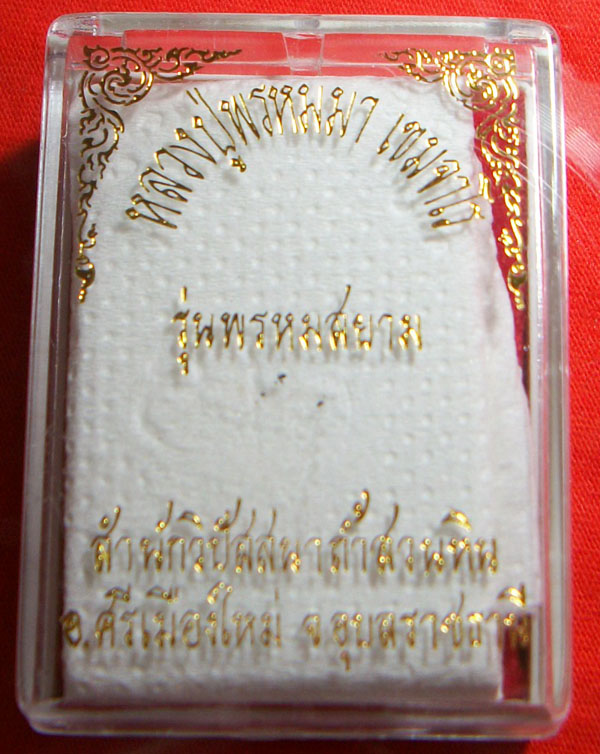 หลวงปู่พรหมมา เขมจาโร
รุ่นพรหมสยาม
สำนักวิปัสสนาถ้ำสวนหิน
อ.ศรีเมืองใหม่ จ.อุบลราชธานี